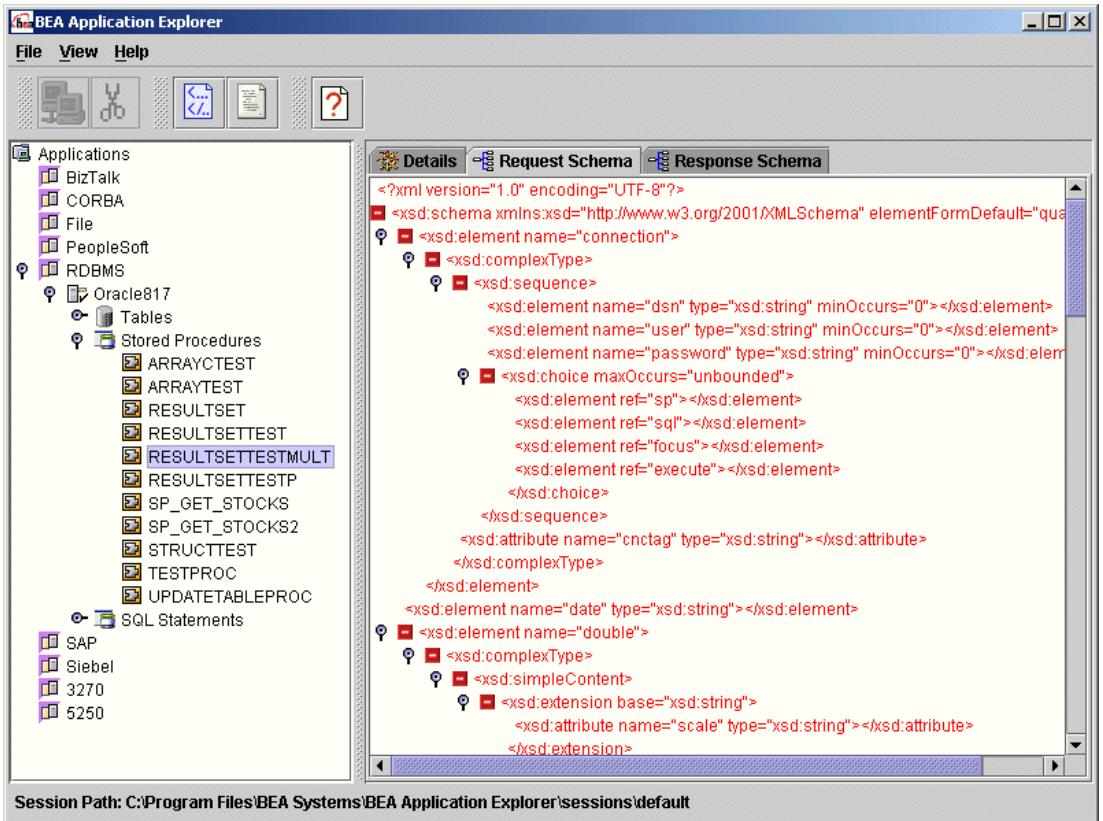 BEA Application Explorer
File View Help
Applications
BizTalk
CORBA
File
PeopleSoft
RDBMS
Oracle817
Tables
Stored Procedures
ARRAYCTEST
ARRAYTEST
RESULTSET
RESULTSETTEST
RESULTSETTESTMULT
RESULTSETTESTP
SP_GET_STOCKS
SP_GET_STOCKS2
STRUCTTEST
TESTPROC
UPDATETABLEPROC
SQL Statements
SAP
Siebel
3270
5250
Details Request Schema Response Schema
<?xml version="1.0" encoding="UTF-8"?>
<xsd:schema xmlns:xsd="http://www.w3.org/2001/XMLSchema" elementFormDefault="qua
<xsd:element name="connection">
<xsd:complexType>
<xsd:sequence>
<xsd:element name="dsn" type="xsd:string" minOccurs="0"></xsd:element>
<xsd:element name="user" type="xsd:string" minOccurs="0"></xsd:element>
<xsd:element name="password" type="xsd:string" minOccurs="0"></xsd:elem
<xsd:choice maxOccurs="unbounded">
<xsd:element ref="sp"></xsd:element>
<xsd:element ref="sql"></xsd:element>
<xsd:element ref="focus"></xsd:element>
<xsd:element ref="execute"></xsd:element>
</xsd:choice>
</xsd:sequence>
<xsd:attribute name="cnctag" type="xsd:string"></xsd:attribute>
</xsd:complexType>
</xsd:element>
<xsd:element name="date" type="xsd:string"></xsd:element>
<xsd:element name="double">
<xsd:complexType>
<xsd:simpleContent>
<xsd:extension base="xsd:string">
<xsd:attribute name="scale" type="xsd:string"></xsd:attribute>
</xsd:extension>
Session Path: C:\Program Files\BEA Systems\BEA Application Explorer\sessions\default